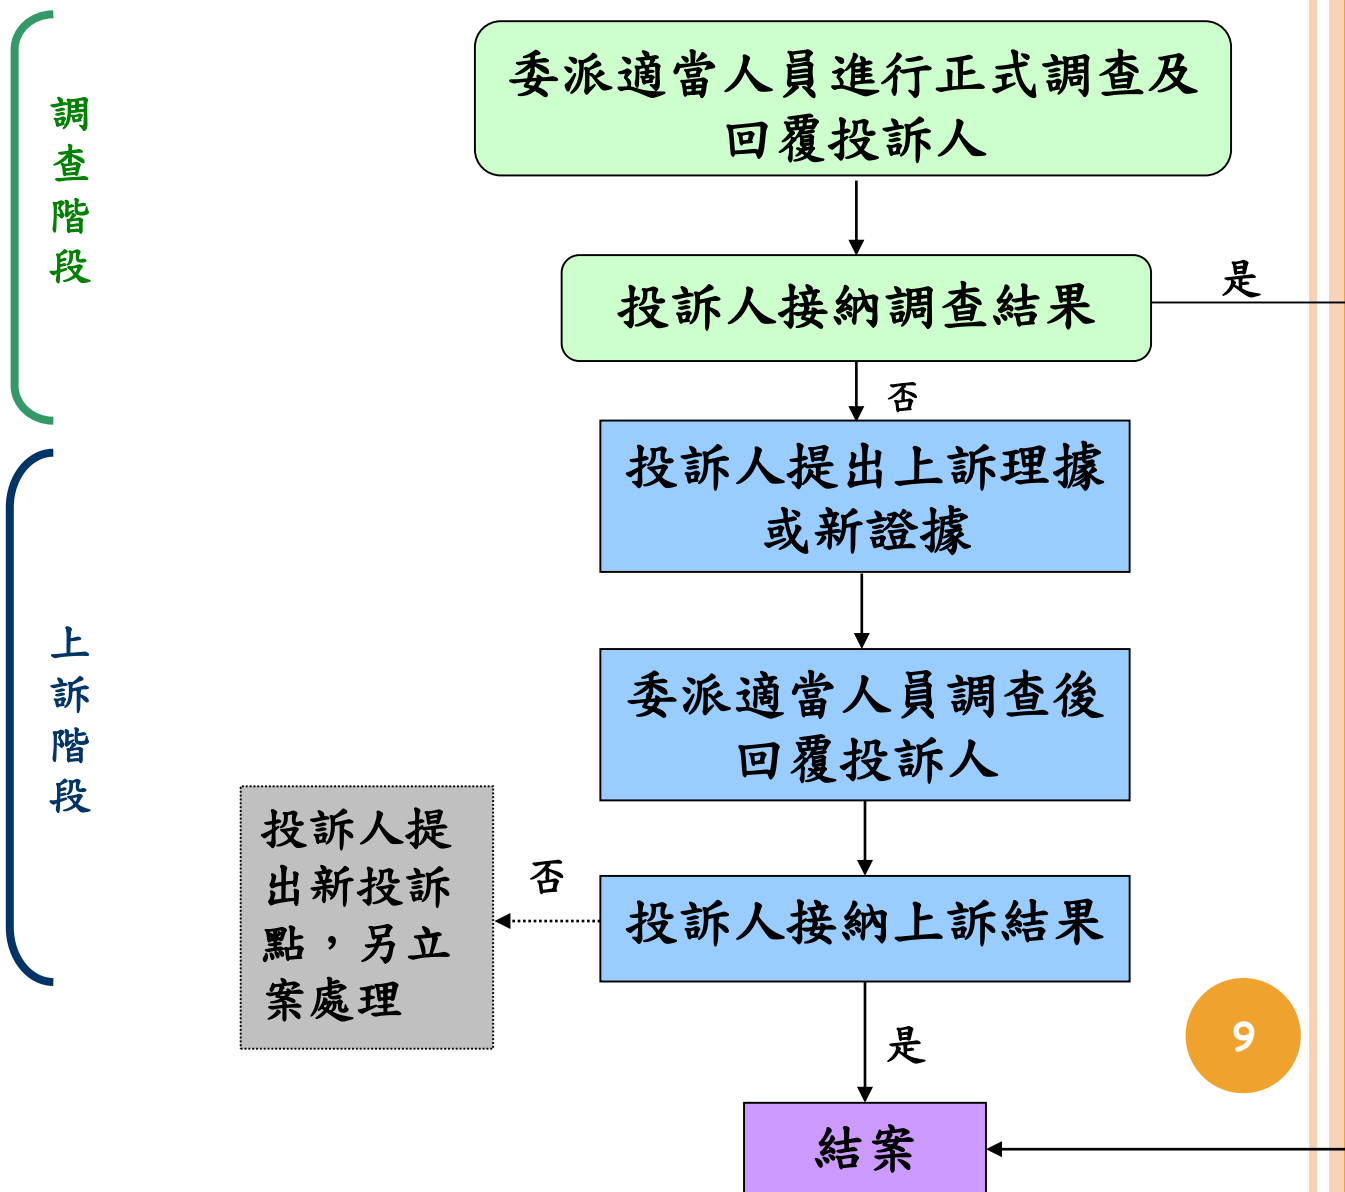 調查階段
委派適當人員進行正式調查及
回覆投訴人
投訴人接納調查結果
是
否
上訴階段
投訴人提出上訴理據
或新證據
委派適當人員調查後
回覆投訴人
投訴人接納上訴結果
否
投訴人提
出新投訴
點，另立
案處理
是
9
結案